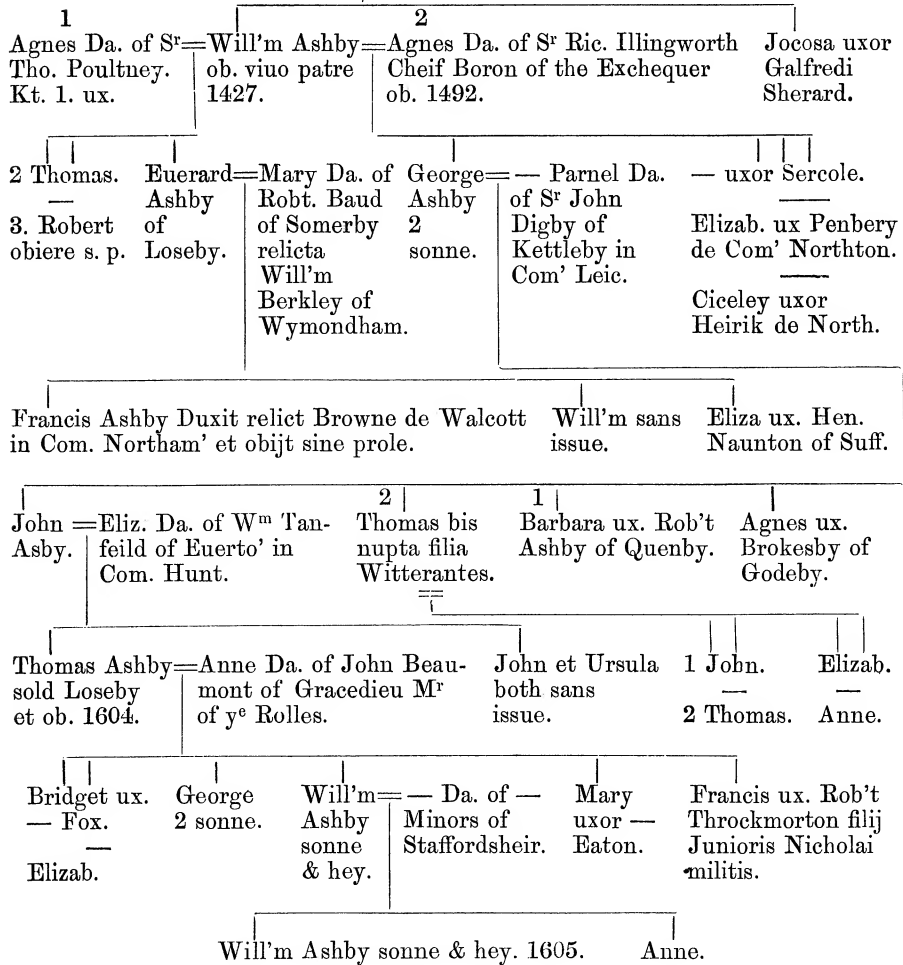 1
Agnes Da. of Sʳ=Will'm Ashby=Agnes Da. of Sʳ Ric. Illingworth
Tho. Poultney.
Kt. 1. ux.
ob. viuo patre
1427.
2
Cheif Boron of the Exchequer
ob. 1492.
Jocosa uxor
Galfredi
Sherard.
2 Thomas.
—
3. Robert
obiere s. p.
Euerard=Mary Da. of
Ashby
of
Loseby.
Robt. Baud
of Somerby
relicta
Will'm
Berkley of
Wymondham.
George= — Parnel Da.
Ashby
2
sonne.
of Sʳ John
Digby of
Kettleby in
Com' Leic.
— uxor Sercole.
—
Elizab. ux Penbery
de Com' Northton.
—
Ciceley uxor
Heirik de North.
Francis Ashby Duxit relict Browne de Walcott
in Com. Northam' et obijt sine prole.
Will'm sans
issue.
Eliza ux. Hen.
Naunton of Suff.
John =Eliz. Da. of Wᵐ Tan-
Asby.
feild of Euerto' in
Com. Hunt.
2
Thomas bis
nupta filia
Witterantes.
==
1
Barbara ux. Rob't
Ashby of Quenby.
Agnes ux.
Brokesby of
Godeby.
Thomas Ashby=Anne Da. of John Beau-
sold Loseby
et ob. 1604.
mont of Gracedieu Mʳ
of yᵉ Rolles.
John et Ursula
both sans
issue.
1 John.
—
2 Thomas.
Elizab.
—
Anne.
Bridget ux.
— Fox.
—
Elizab.
George
2 sonne.
Will'm= — Da. of —
Ashby
sonne
& hey.
Minors of
Staffordsheir.
Mary
uxor —
Eaton.
Francis ux. Rob't
Throckmorton filij
Junioris Nicholai
militis.
Will'm Ashby sonne & hey. 1605.
Anne.